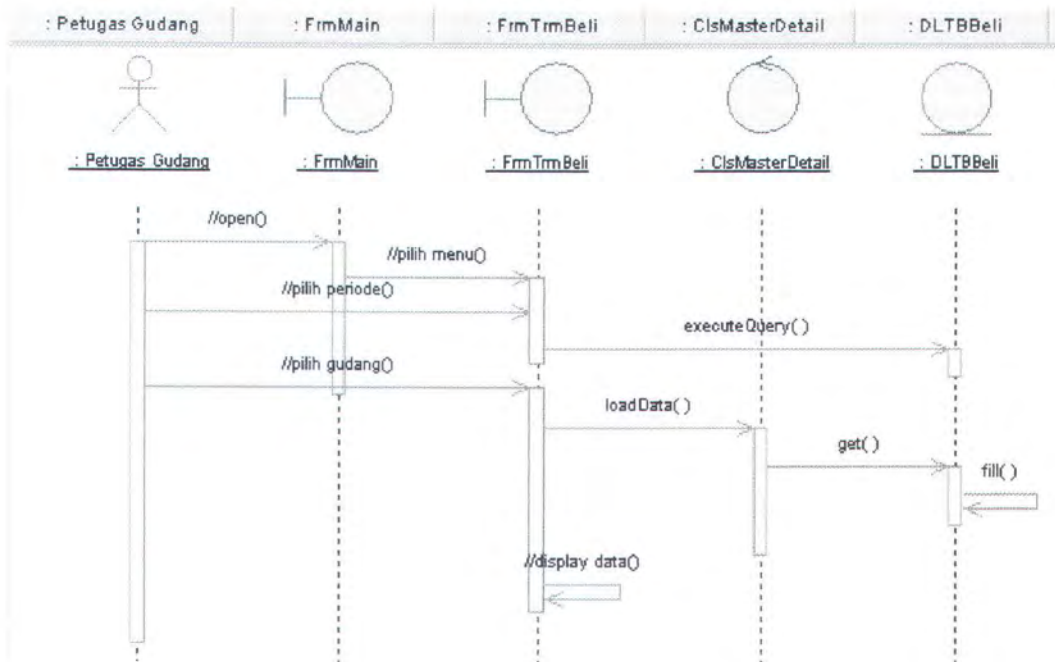 : Petugas Gudang
: FrmMain
: FrmTrmBeli
: ClsMasterDetail
: DLTBBeli
: Petugas Gudang
: FrmMain
: FrmTrmBeli
: ClsMasterDetail
: DLTBBeli
//open()
//pilih menu()
//pilih periode()
executeQuery( )
//pilih gudang()
loadData( )
get( )
fill( )
//display data()